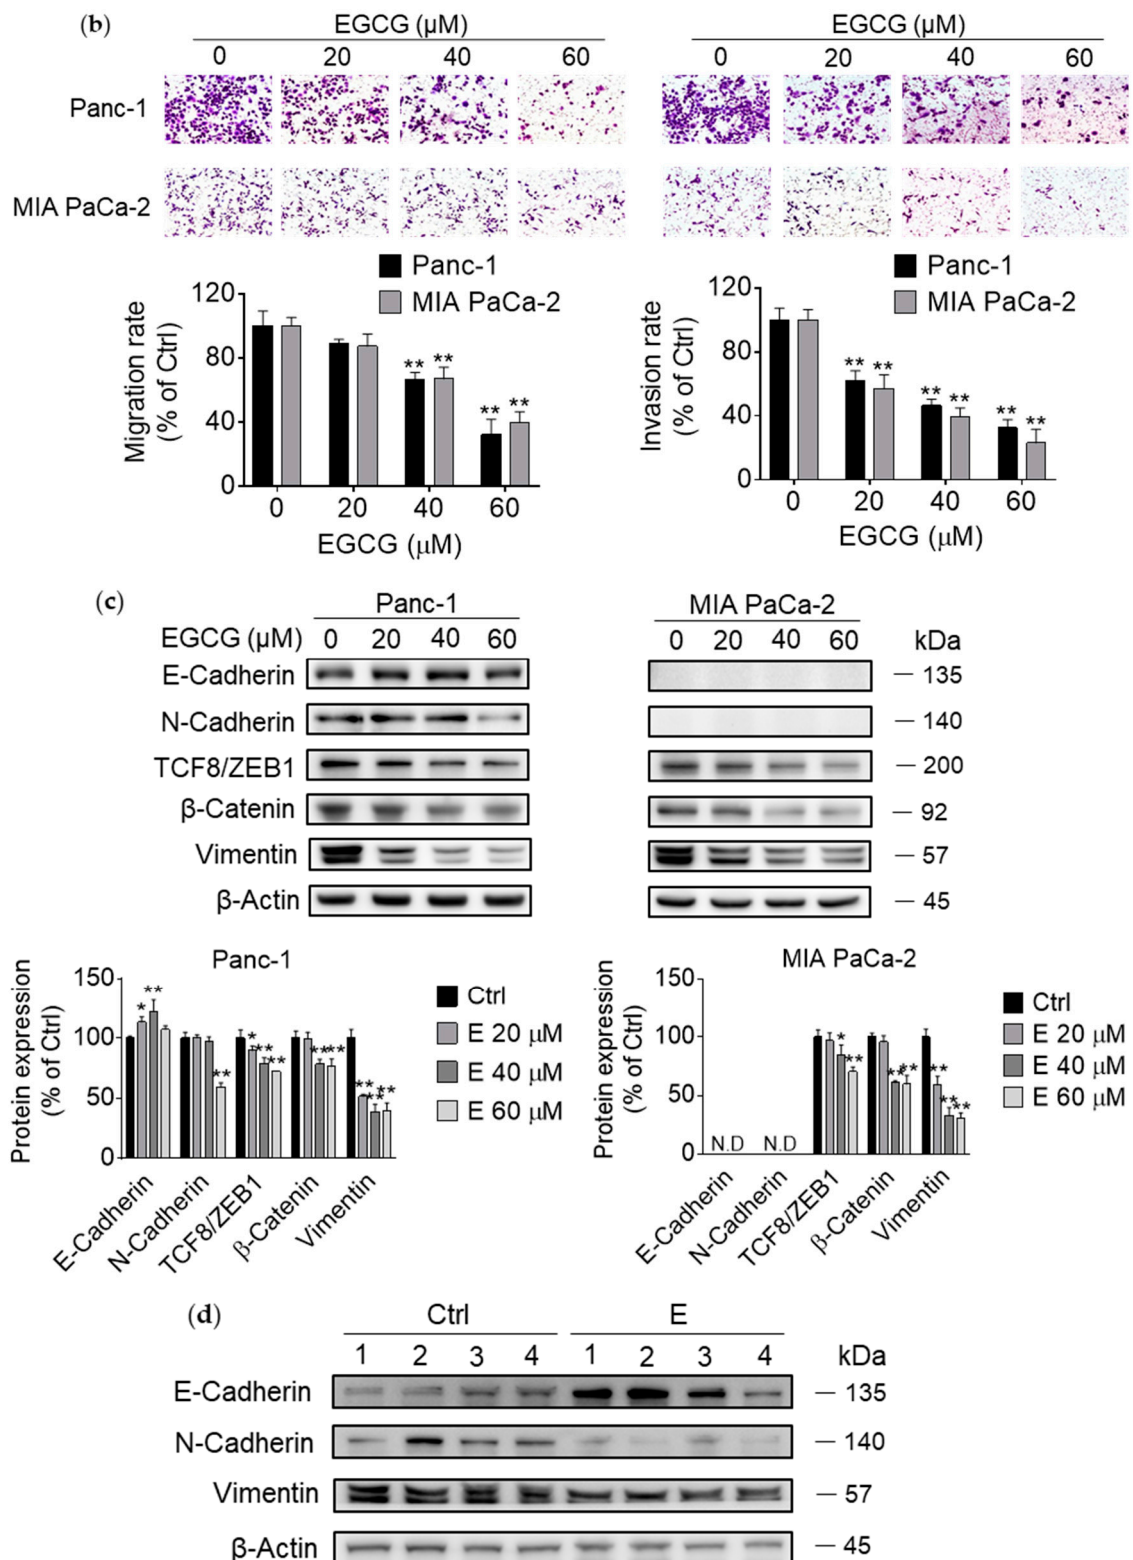 (b)
EGCG (μM)
0 20 40 60
EGCG (μM)
0 20 40 60
Panc-1
MIA PaCa-2
Panc-1
MIA PaCa-2
Migration rate
(% of Ctrl)
120
80
40
0
** **
** **
0 20 40 60
EGCG (μM)
Panc-1
MIA PaCa-2
Invasion rate
(% of Ctrl)
120
80
40
0
** **
** **
** **
0 20 40 60
EGCG (μM)
(c)
Panc-1
MIA PaCa-2
EGCG (μM) 0 20 40 60
0 20 40 60 kDa
E-Cadherin — 135
N-Cadherin — 140
TCF8/ZEB1 — 200
β-Catenin — 92
Vimentin — 57
β-Actin — 45
Panc-1
Protein expression
(% of Ctrl)
150
100
50
0
* **
**
* ** **
** **
** ** **
E-Cadherin
N-Cadherin
TCF8/ZEB1
β-Catenin
Vimentin
Ctrl
E 20 μM
E 40 μM
E 60 μM
MIA PaCa-2
Protein expression
(% of Ctrl)
150
100
50
0
N.D N.D
* **
** **
** ** **
E-Cadherin
N-Cadherin
TCF8/ZEB1
β-Catenin
Vimentin
Ctrl
E 20 μM
E 40 μM
E 60 μM
(d)
Ctrl E
1 2 3 4 1 2 3 4 kDa
E-Cadherin — 135
N-Cadherin — 140
Vimentin — 57
β-Actin — 45